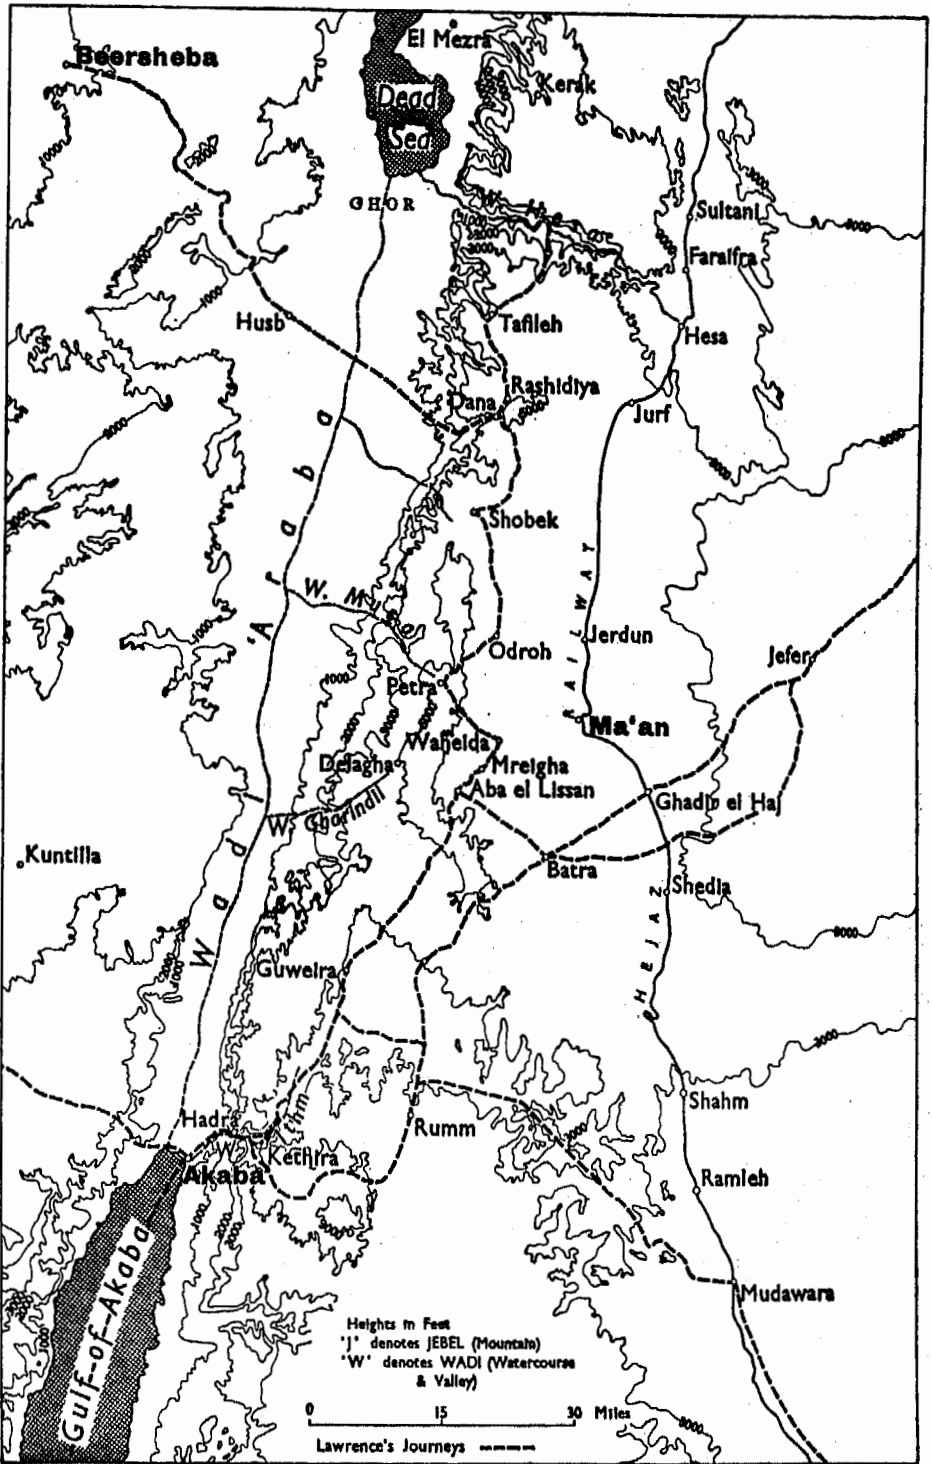 El Mezra
Beersheba
Kerak
Dead
Sea
GHOR
W. Hesa
Sultani
Faraifra
Husb
Tafileh
Hesa
Rashidiya
Dana
Jurf
Shobek
W. Musa
Odroh
Jerdun
Jefer
Petra
Ma'an
Waheida
Delagha
Mreigha
Aba el Lissan
Ghadir el Haj
W. Gharindil
Batra
Kuntilla
Shedia
Wadi 'Araba
HEJAZ RAILWAY
Guweira
Shahm
Hadra
Rumm
W. Ithm
Kethira
Akaba
Ramleh
Gulf-of-Akaba
Mudawara
Heights in Feet
'J' denotes JEBEL (Mountain)
'W' denotes WADI (Watercourse
& Valley)
0 15 30 Miles
Lawrence's Journeys